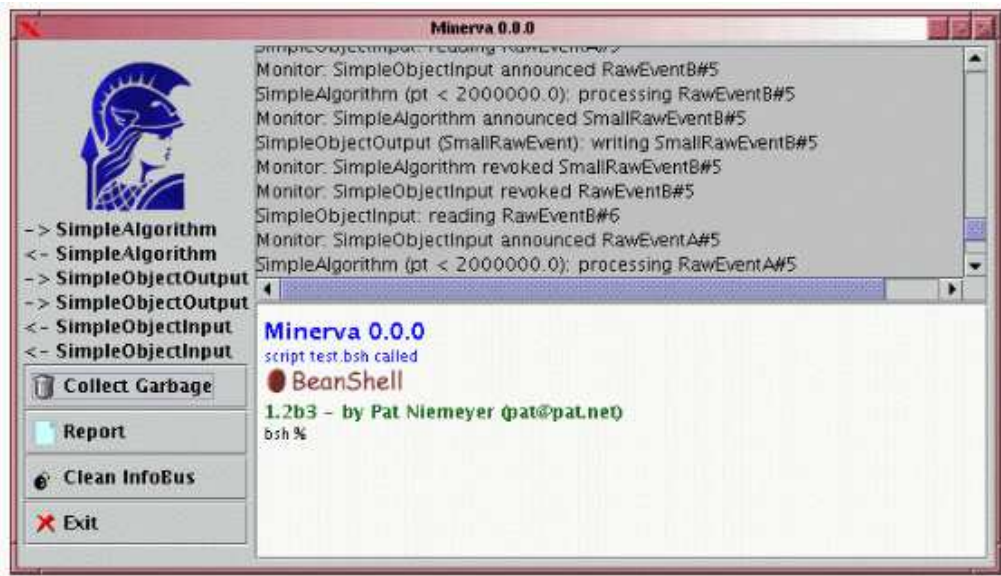 Minerva 0.0.0
SimpleObjectInput: reading RawEventA#5
Monitor: SimpleObjectInput announced RawEventB#5
SimpleAlgorithm (pt < 2000000.0): processing RawEventB#5
Monitor: SimpleAlgorithm announced SmallRawEventB#5
SimpleObjectOutput (SmallRawEvent): writing SmallRawEventB#5
Monitor: SimpleAlgorithm revoked SmallRawEventB#5
Monitor: SimpleObjectInput revoked RawEventB#5
SimpleObjectInput: reading RawEventB#6
Monitor: SimpleObjectInput announced RawEventA#5
SimpleAlgorithm (pt < 2000000.0): processing RawEventA#5
-> SimpleAlgorithm
<- SimpleAlgorithm
-> SimpleObjectOutput
-> SimpleObjectOutput
<- SimpleObjectInput
<- SimpleObjectInput
Collect Garbage
Report
Clean InfoBus
Exit
Minerva 0.0.0
script test.bsh called
BeanShell
1.2b3 - by Pat Niemeyer (pat@pat.net)
bsh %